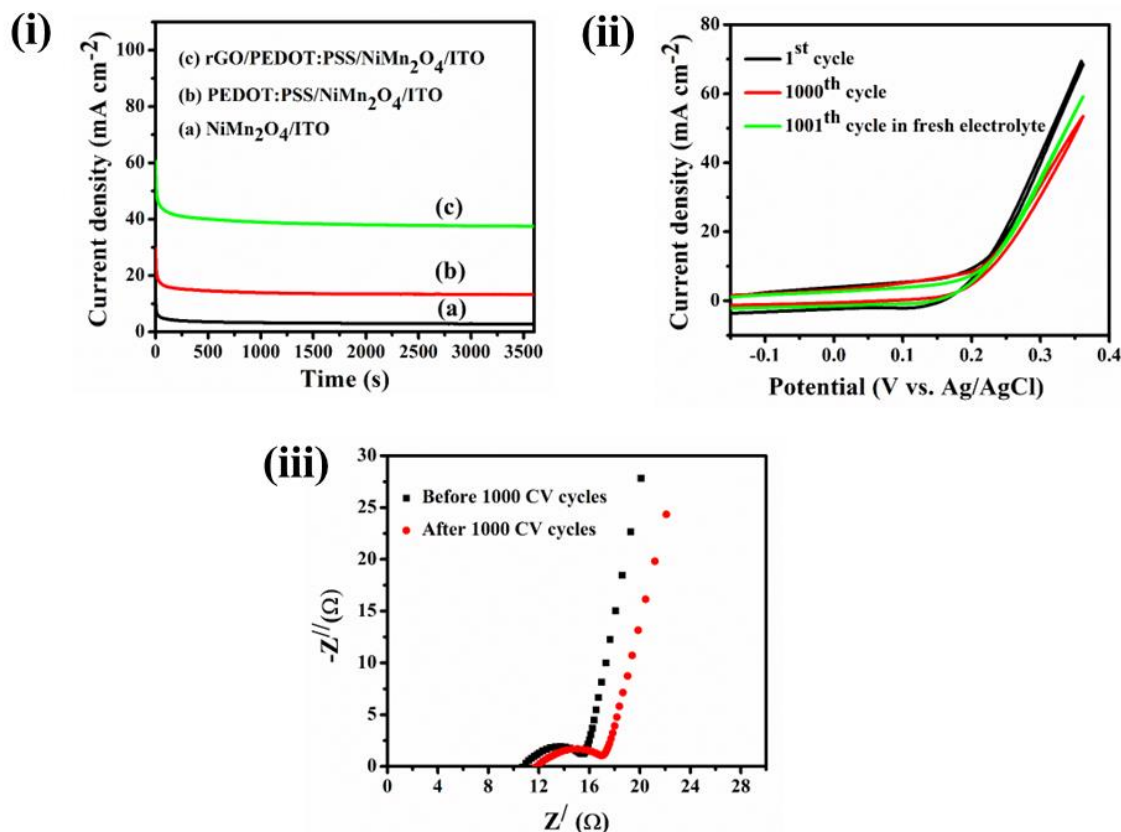 (i)
Current density (mA cm⁻²)
100
80
60
40
20
0
(c) rGO/PEDOT:PSS/NiMn₂O₄/ITO
(b) PEDOT:PSS/NiMn₂O₄/ITO
(a) NiMn₂O₄/ITO
(c)
(b)
(a)
0 500 1000 1500 2000 2500 3000 3500
Time (s)
(ii)
Current density (mA cm⁻²)
80
60
40
20
0
1ˢᵗ cycle
1000ᵗʰ cycle
1001ᵗʰ cycle in fresh electrolyte
-0.1 0.0 0.1 0.2 0.3 0.4
Potential (V vs. Ag/AgCl)
(iii)
-Z//(Ω)
30
25
20
15
10
5
0
Before 1000 CV cycles
After 1000 CV cycles
0 4 8 12 16 20 24 28
Z/ (Ω)